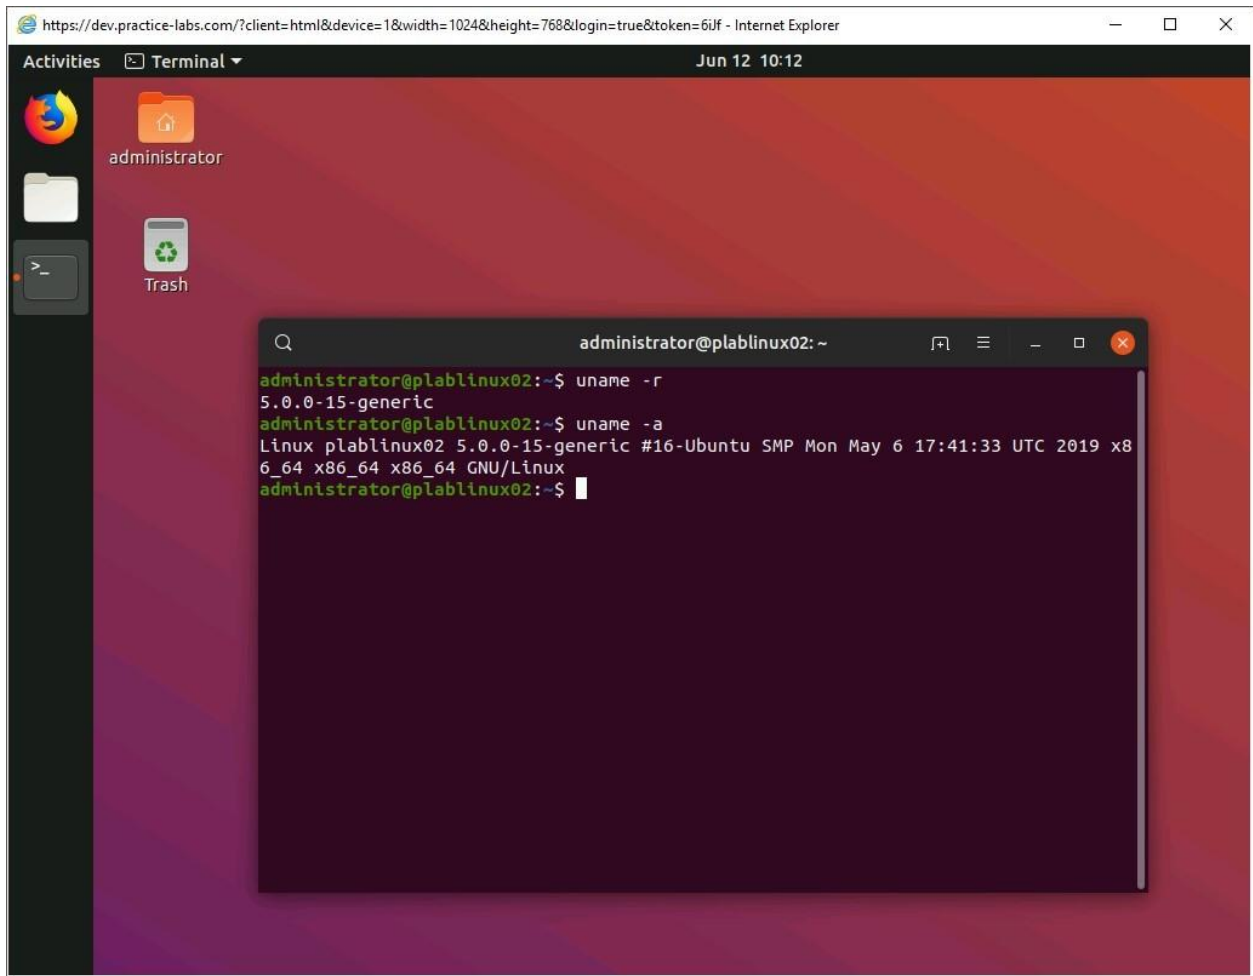 https://dev.practice-labs.com/?client=html&device=1&width=1024&height=768&login=true&token=6iJf - Internet Explorer
Activities Terminal Jun 12 10:12
administrator
Trash
administrator@plablinux02: ~
administrator@plablinux02:~$ uname -r
5.0.0-15-generic
administrator@plablinux02:~$ uname -a
Linux plablinux02 5.0.0-15-generic #16-Ubuntu SMP Mon May 6 17:41:33 UTC 2019 x8
6_64 x86_64 x86_64 GNU/Linux
administrator@plablinux02:~$